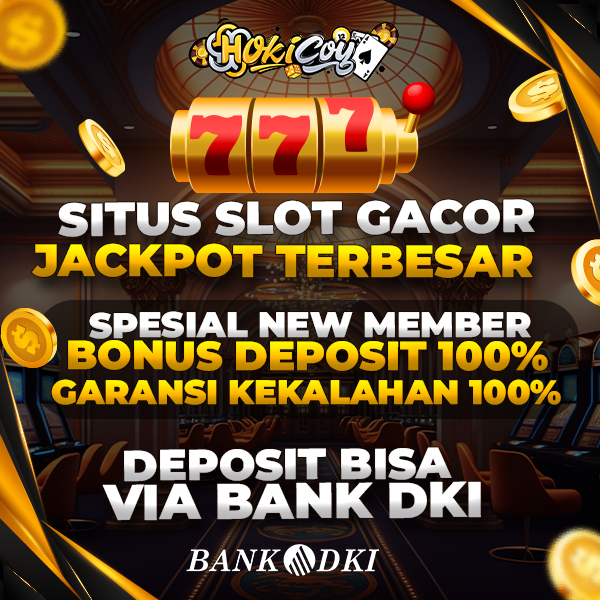 HOKiCOY
777
SITUS SLOT GACOR
JACKPOT TERBESAR
SPESIAL NEW MEMBER
BONUS DEPOSIT 100%
GARANSI KEKALAHAN 100%
DEPOSIT BISA
VIA BANK DKI
BANK DKI